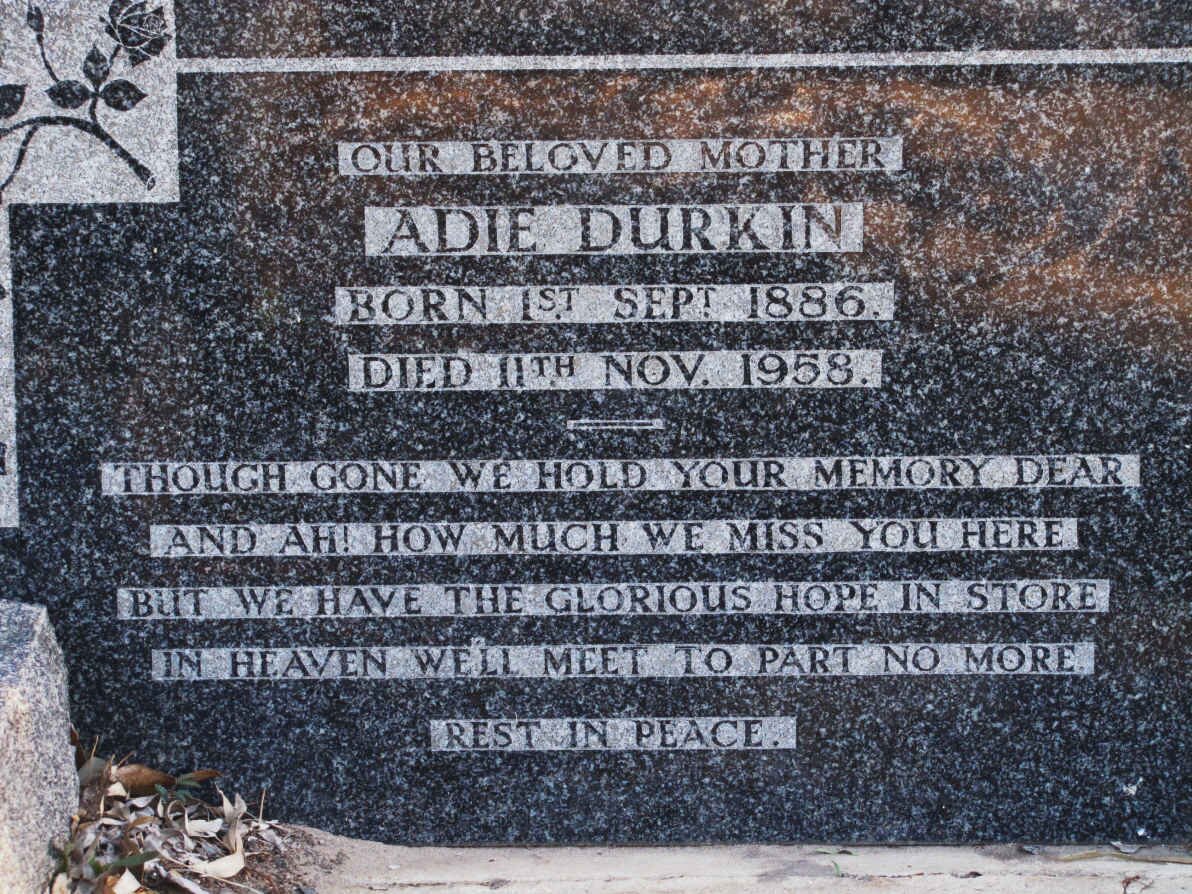 OUR BELOVED MOTHER
ADIE DURKIN
BORN 1ST SEPT 1886.
DIED 11TH NOV. 1958.
THOUGH GONE WE HOLD YOUR MEMORY DEAR
AND AH! HOW MUCH WE MISS YOU HERE
BUT WE HAVE THE GLORIOUS HOPE IN STORE
IN HEAVEN WE'LL MEET TO PART NO MORE.
REST IN PEACE.